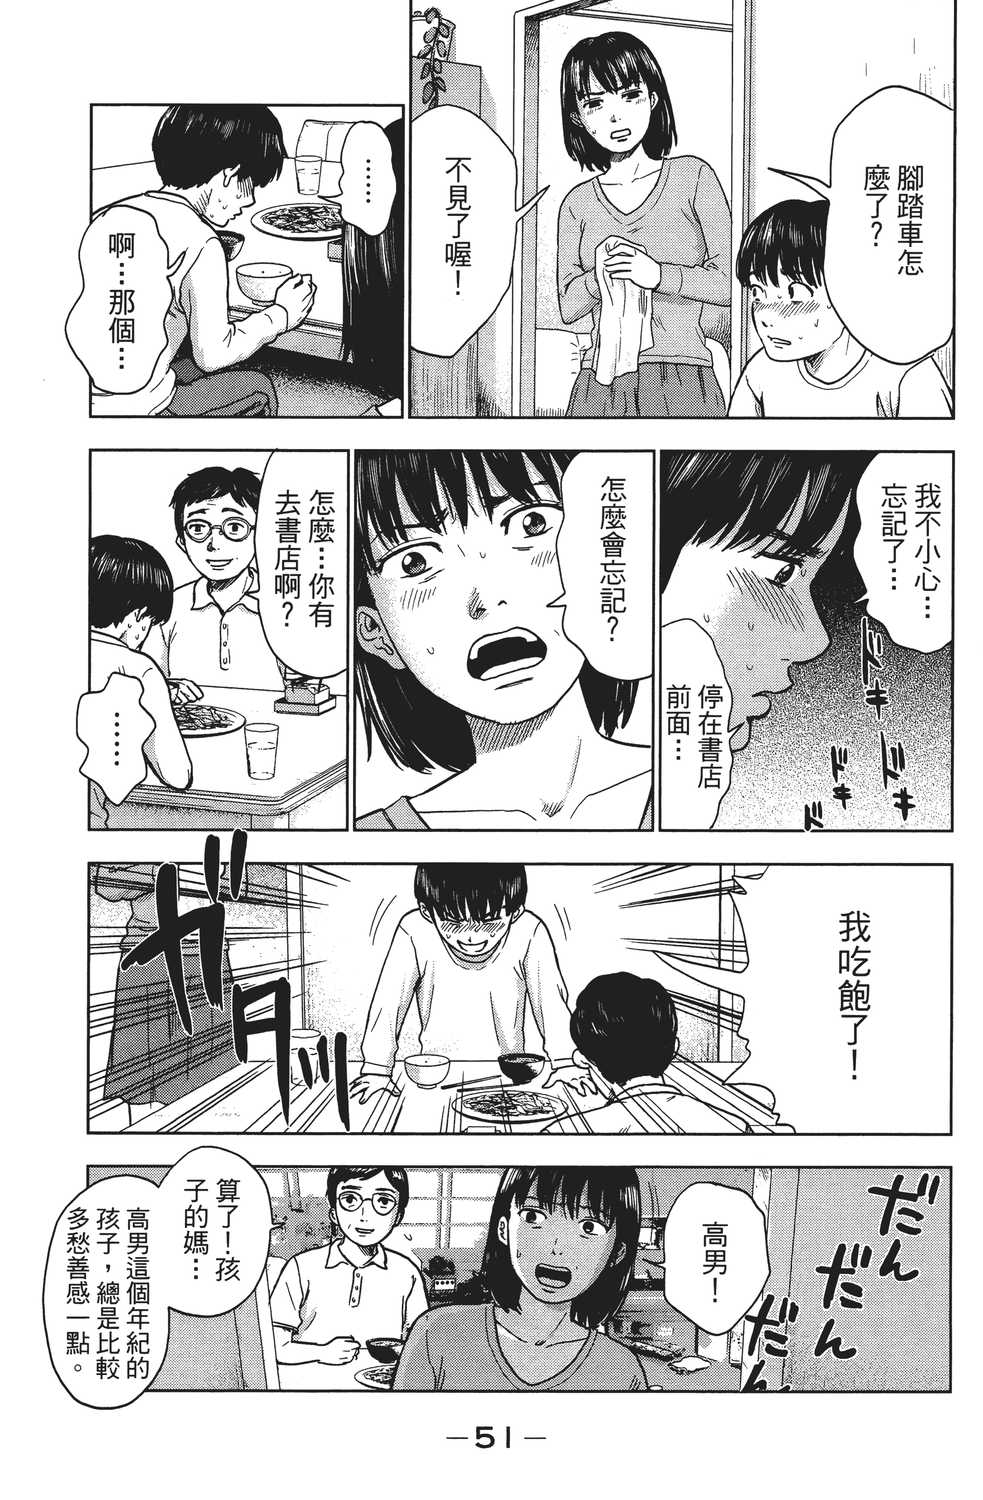 腳踏車怎
麼了?
不見了喔!
……
啊…那個…
我不小心…
忘記了…
停在書店
前面…
ドキ
ドキ
ドキ
怎麼會忘記?
怎麼…你有
去書店啊?
……
我吃飽了!
ガ
ガタッ
だん
だん
だん
高男!
算了!孩
子的媽…
高男這個年紀的
孩子,總是比較
多愁善感一點。
—51—